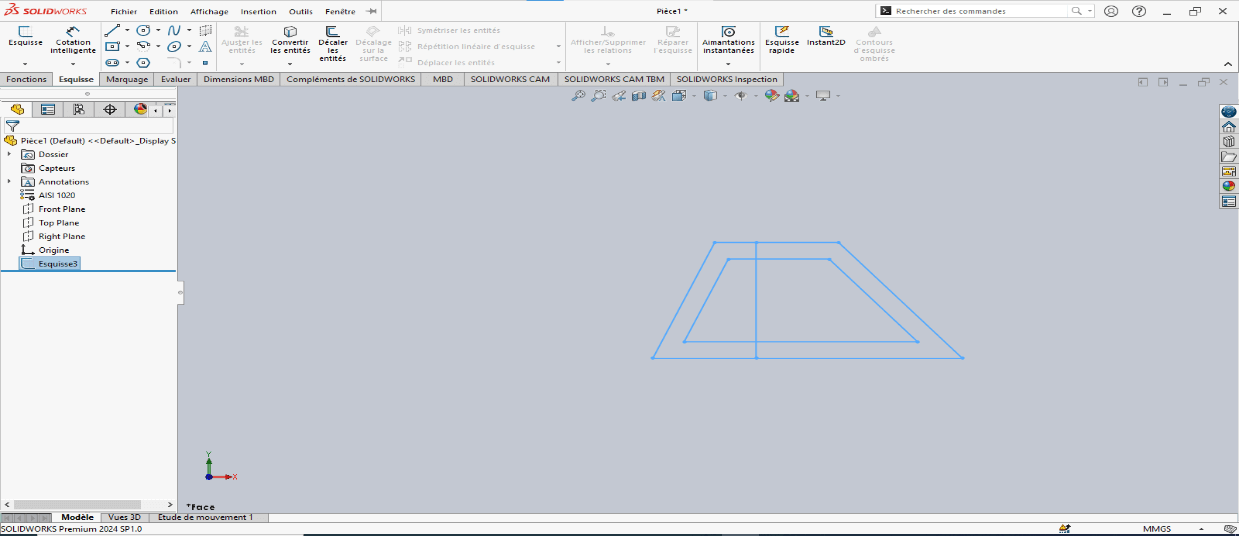 SOLIDWORKS Fichier Edition Affichage Insertion Outils Fenêtre Pièce1 * Rechercher des commandes
Esquisse Cotation intelligente Ajuster les entités Convertir les entités Décaler les entités Décalage sur la surface Symétriser les entités Répétition linéaire d'esquisse Déplacer les entités Afficher/Supprimer les relations Réparer l'esquisse Aimantations instantanées Esquisse rapide Instant2D Contours d'esquisse ombrés
Fonctions Esquisse Marquage Evaluer Dimensions MBD Compléments de SOLIDWORKS MBD SOLIDWORKS CAM SOLIDWORKS CAM TBM SOLIDWORKS Inspection
Pièce1 (Default) <<Default>_Display S
Dossier
Capteurs
Annotations
AISI 1020
Front Plane
Top Plane
Right Plane
Origine
Esquisse3
Y
X
*Face
Modèle Vues 3D Etude de mouvement 1
SOLIDWORKS Premium 2024 SP1.0 MMGS